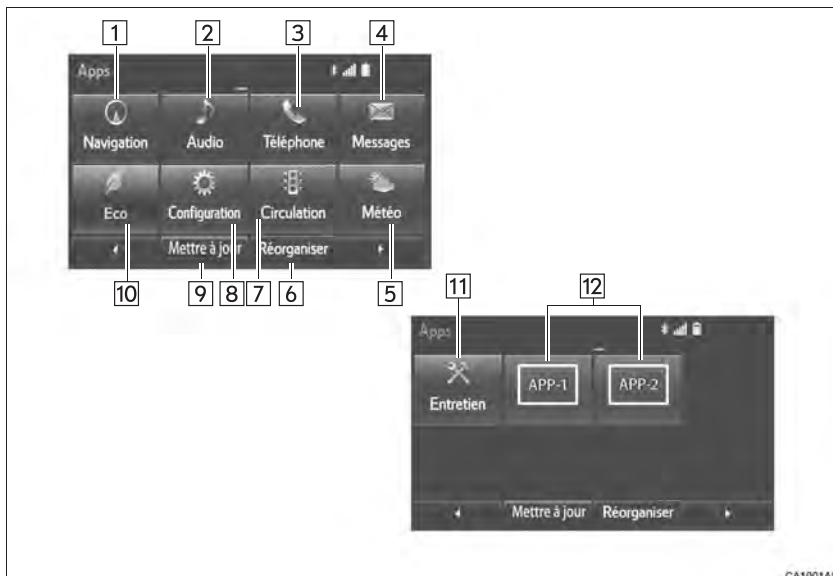 1 2 3 4
Apps
Navigation Audio Téléphone Messages
Eco Configuration Circulation Météo
Mettre à jour Réorganiser
10 9 8 7 6 5
11 12
Apps
APP-1 APP-2
Entretien
Mettre à jour Réorganiser